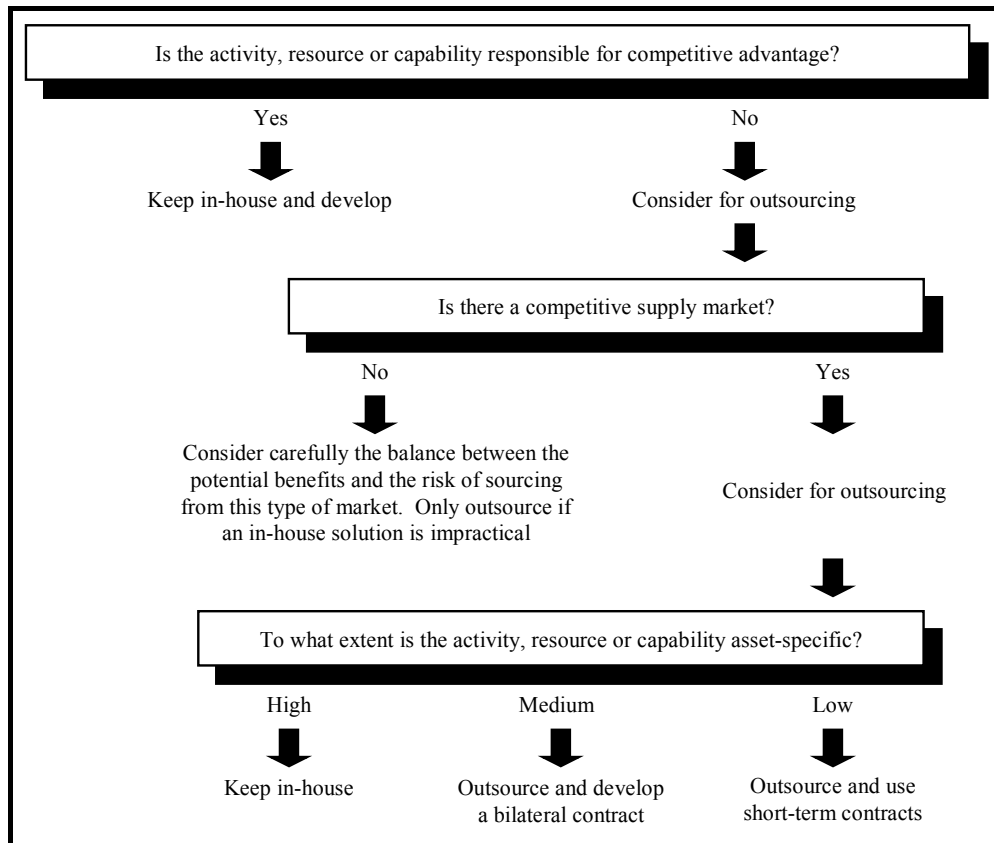 Is the activity, resource or capability responsible for competitive advantage?
Yes
No
Keep in-house and develop
Consider for outsourcing
Is there a competitive supply market?
No
Yes
Consider carefully the balance between the
potential benefits and the risk of sourcing
from this type of market.  Only outsource if
an in-house solution is impractical
Consider for outsourcing
To what extent is the activity, resource or capability asset-specific?
High
Medium
Low
Keep in-house
Outsource and develop
a bilateral contract
Outsource and use
short-term contracts